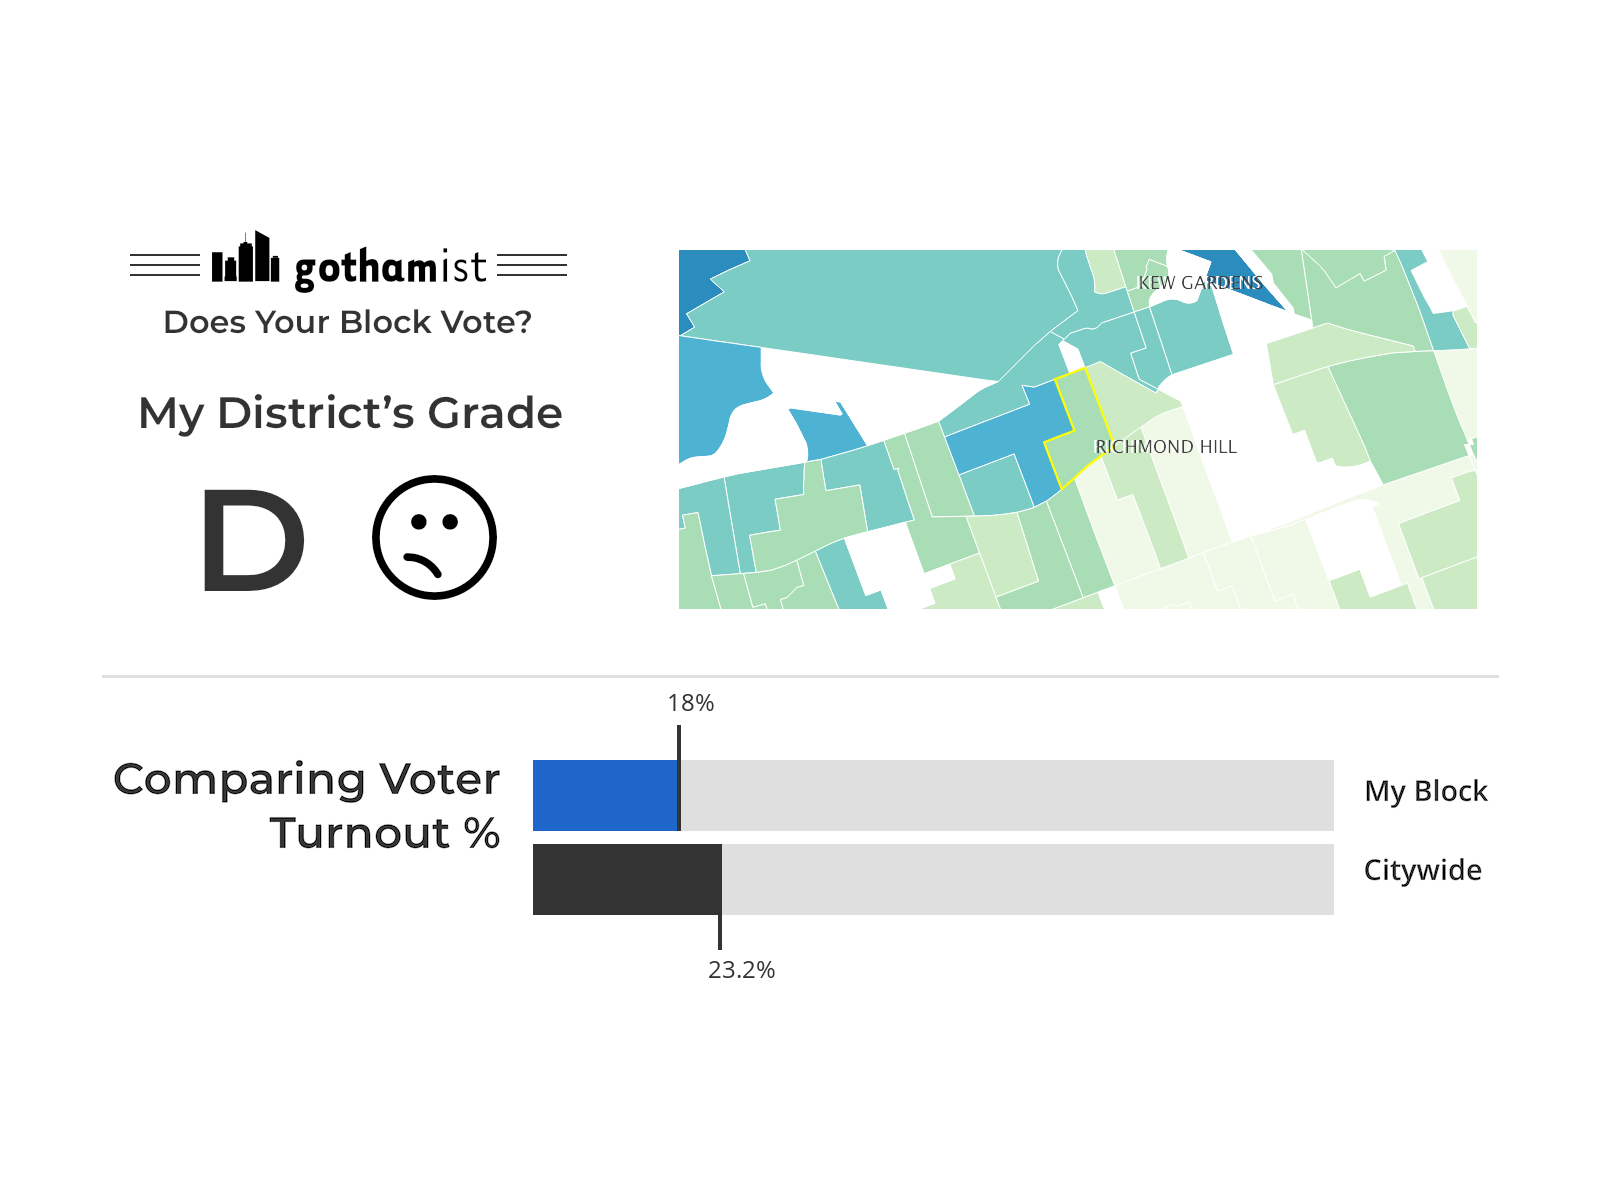 gothamist
Does Your Block Vote?
My District’s Grade
D
KEW GARDENS
RICHMOND HILL
18%
Comparing Voter
Turnout %
My Block
Citywide
23.2%